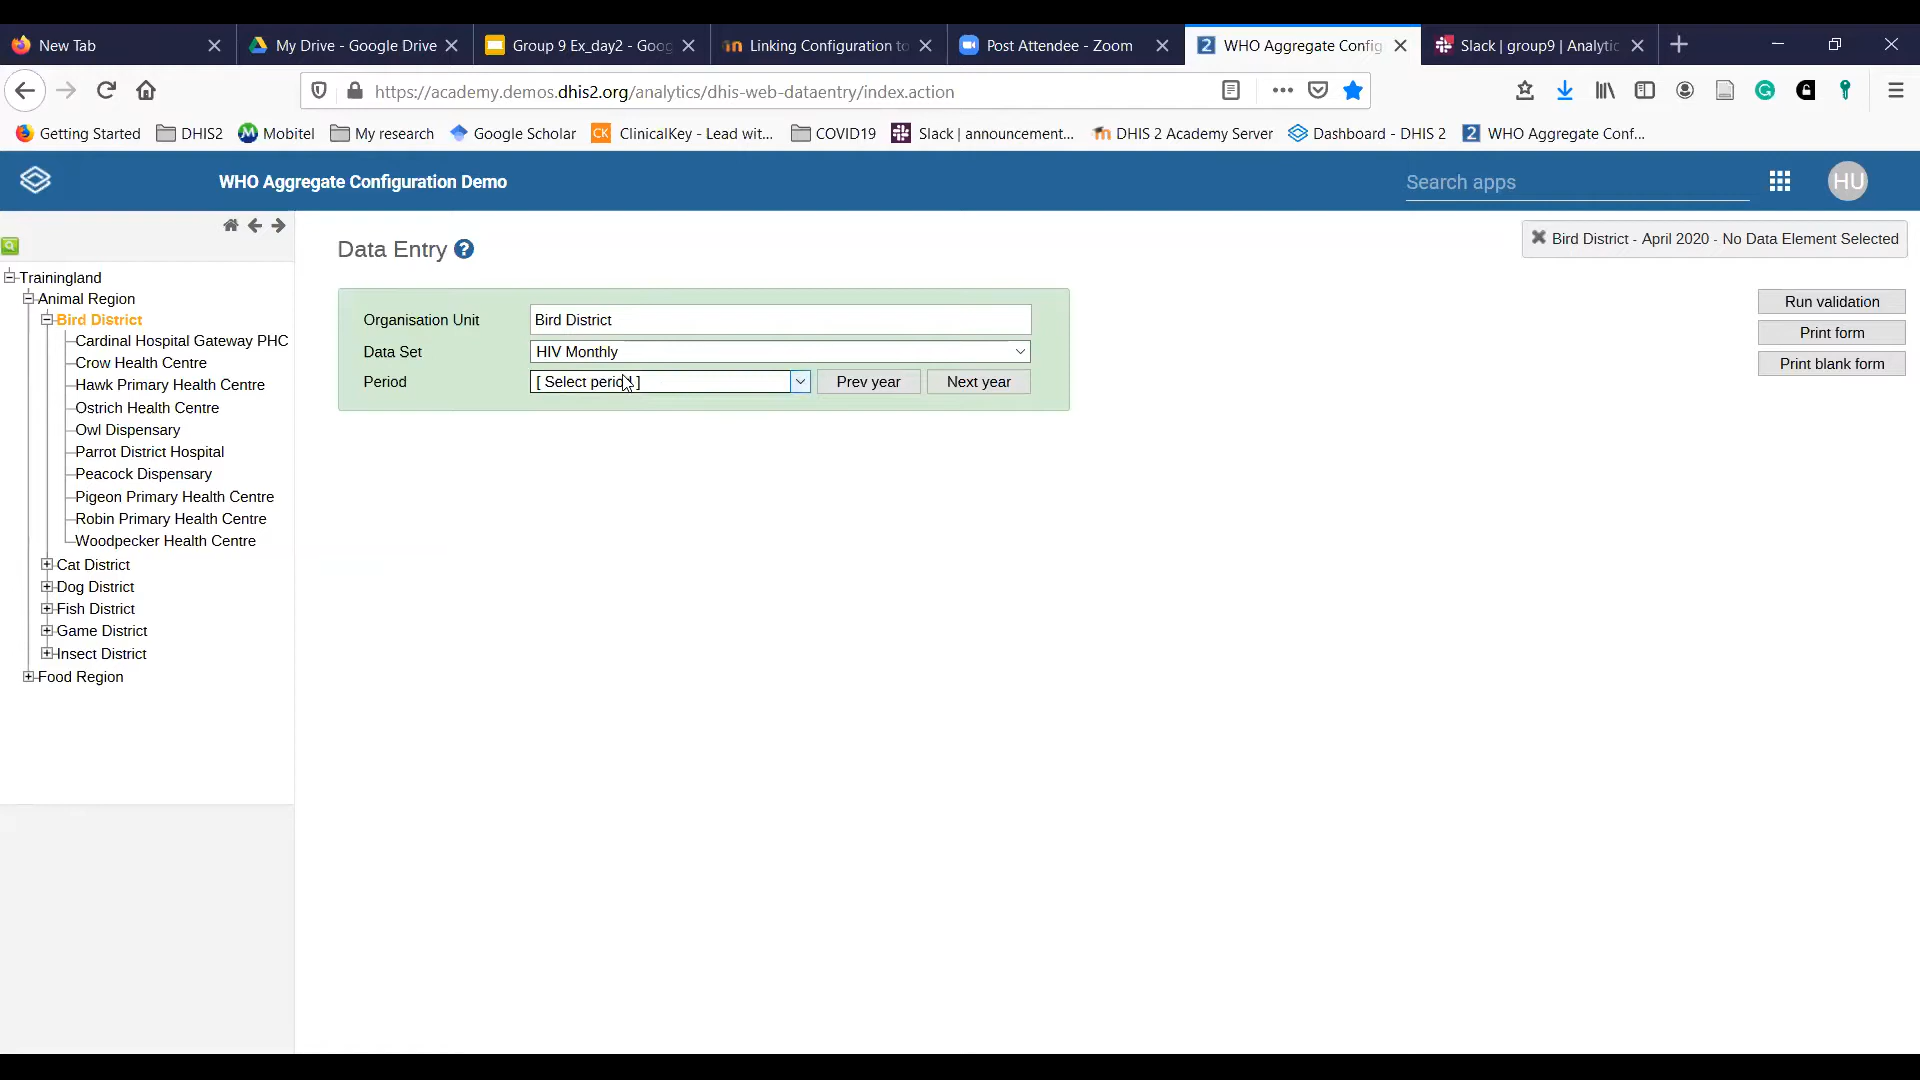 New Tab
My Drive - Google Drive
Group 9 Ex_day2 - Goog
in Linking Configuration to
Post Attendee - Zoom
2 WHO Aggregate Config
Slack | group9 | Analytic
https://academy.demos.dhis2.org/analytics/dhis-web-dataentry/index.action
Getting Started
DHIS2
Mobitel
My research
Google Scholar
CK ClinicalKey - Lead wit...
COVID19
Slack | announcement...
DHIS 2 Academy Server
Dashboard - DHIS 2
2 WHO Aggregate Conf...
WHO Aggregate Configuration Demo
Search apps
HU
Trainingland
Animal Region
Bird District
Cardinal Hospital Gateway PHC
Crow Health Centre
Hawk Primary Health Centre
Ostrich Health Centre
Owl Dispensary
Parrot District Hospital
Peacock Dispensary
Pigeon Primary Health Centre
Robin Primary Health Centre
Woodpecker Health Centre
Cat District
Dog District
Fish District
Game District
Insect District
Food Region
Data Entry ?
Organisation Unit Bird District
Data Set HIV Monthly
Period [ Select period ] Prev year Next year
Bird District - April 2020 - No Data Element Selected
Run validation
Print form
Print blank form